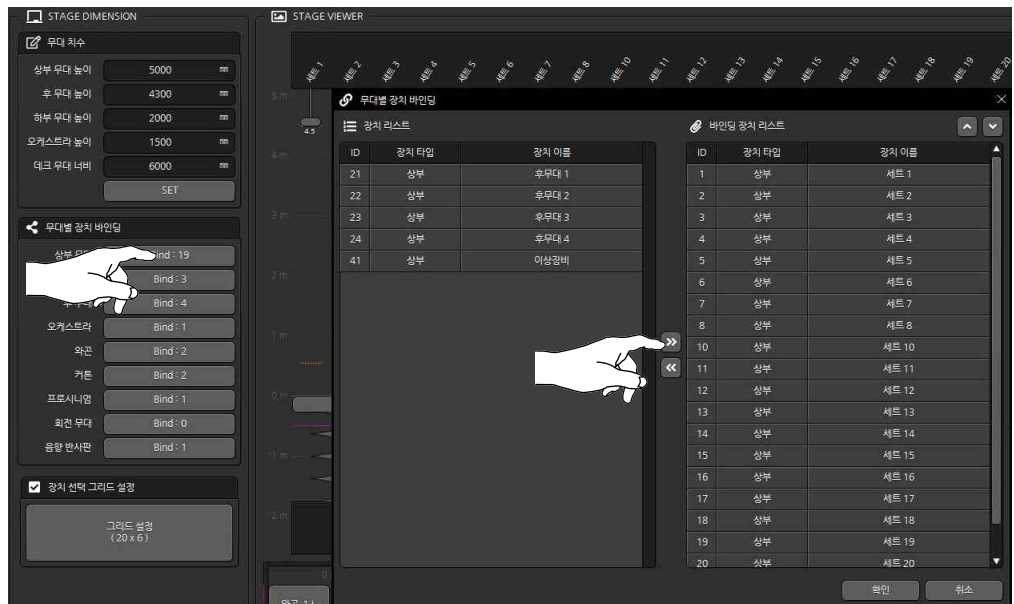 STAGE DIMENSION
무대 치수
상부 무대 높이 5000 mm
후 무대 높이 4300 mm
하부 무대 높이 2000 mm
오케스트라 높이 1500 mm
데크 무대 너비 6000 mm
SET
무대별 장치 바인딩
상부 ind : 19
Bind : 3
Bind : 4
오케스트라 Bind : 1
와곤 Bind : 2
커튼 Bind : 2
프로시니엄 Bind : 1
회전 무대 Bind : 0
음향 반사판 Bind : 1
장치 선택 그리드 설정
그리드 설정
( 20 x 6 )
STAGE VIEWER
세트 1 세트 2 세트 3 세트 4 세트 5 세트 6 세트 7 세트 8 세트 10 세트 11 세트 12 세트 13 세트 14 세트 15 세트 16 세트 17 세트 18 세트 19 세트 20
5 m
4.5
4 m
3 m
2 m
1 m
0 m
-1 m
-2 m
0
와곤 1
무대별 장치 바인딩
장치 리스트
ID 장치 타입 장치 이름
21 상부 후무대 1
22 상부 후무대 2
23 상부 후무대 3
24 상부 후무대 4
41 상부 이상장비
바인딩 장치 리스트
ID 장치 타입 장치 이름
1 상부 세트 1
2 상부 세트 2
3 상부 세트 3
4 상부 세트 4
5 상부 세트 5
6 상부 세트 6
7 상부 세트 7
8 상부 세트 8
10 상부 세트 10
11 상부 세트 11
12 상부 세트 12
13 상부 세트 13
14 상부 세트 14
15 상부 세트 15
16 상부 세트 16
17 상부 세트 17
18 상부 세트 18
19 상부 세트 19
20 상부 세트 20
확인 취소